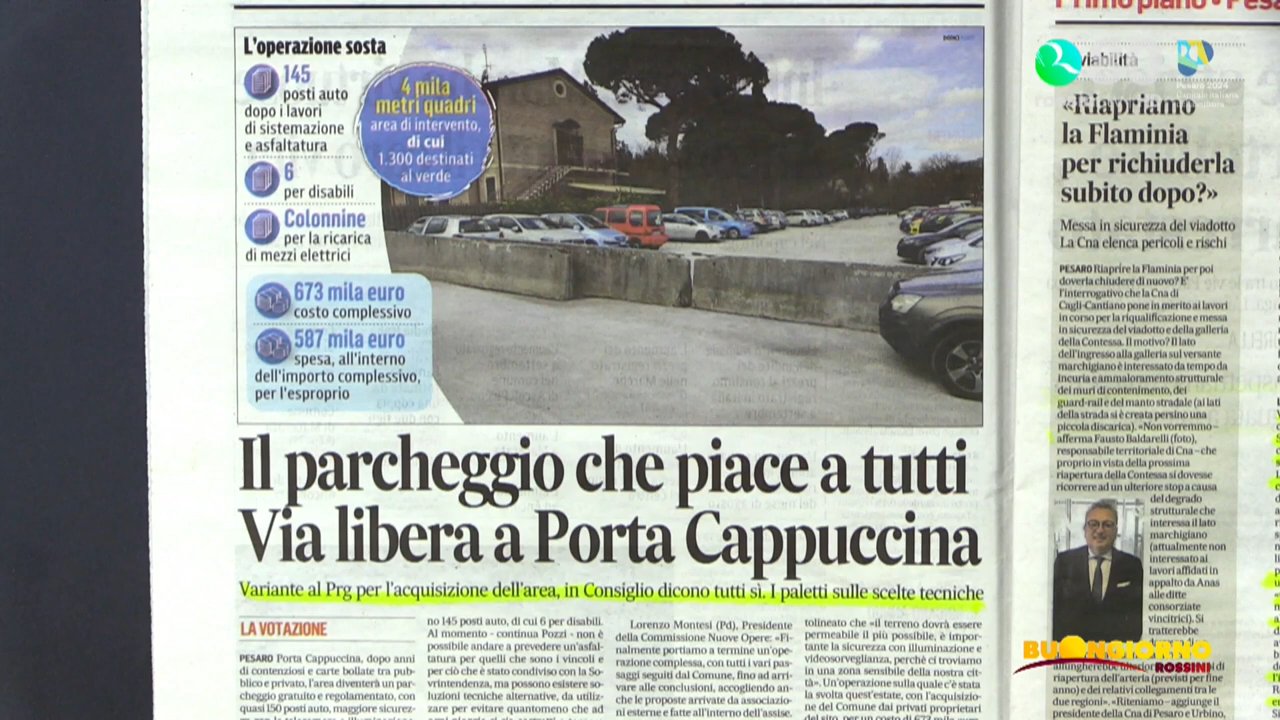 L'operazione sosta
145
posti auto
dopo i lavori
di sistemazione
e asfaltatura
6
per disabili
Colonnine
per la ricarica
di mezzi elettrici
673 mila euro
costo complessivo
587 mila euro
spesa, all'interno
dell'importo complessivo,
per l'esproprio
4 mila
metri quadri
area di intervento,
di cui
1.300 destinati
al verde
Il parcheggio che piace a tutti
Via libera a Porta Cappuccina
Variante al Prg per l'acquisizione dell'area, in Consiglio dicono tutti sì. I paletti sulle scelte tecniche
LA VOTAZIONE
PESARO Porta Cappuccina, dopo anni
di contenziosi e carte bollate tra pub-
blico e privato, l'area diventerà un par-
cheggio gratuito e regolamentato, con
quasi 150 posti auto, maggiore sicurez-
no 145 posti auto, di cui 6 per disabili.
Al momento - continua Pozzi - non è
possibile andare a prevedere un'asfal-
tatura per quelli che sono i vincoli e
per ciò che è stato condiviso con la So-
vrintendenza, ma possono esistere so-
luzioni tecniche alternative, da utiliz-
zare per evitare quantomeno che ad
Lorenzo Montesi (Pd), Presidente
della Commissione Nuove Opere: «Fi-
nalmente portiamo a termine un'ope-
razione complessa, con tutti i vari pas-
saggi seguiti dal Comune, fino ad arri-
vare alle conclusioni, accogliendo an-
che le proposte arrivate da associazio-
ni esterne e fatte all'interno dell'assise.
tolineato che «il terreno dovrà essere
permeabile il più possibile, è impor-
tante la sicurezza con illuminazione e
videosorveglianza, perchè ci troviamo
in una zona sensibile della nostra cit-
tà». Un'operazione sulla quale c'è stata
la svolta quest'estate, con l'acquisizio-
ne del Comune dai privati proprietari
viabilità
Pesaro 2024
«Riapriamo
la Flaminia
per richiuderla
subito dopo?»
Messa in sicurezza del viadotto
La Cna elenca pericoli e rischi
PESARO Riaprire la Flaminia per poi
doverla chiudere di nuovo? E'
l'interrogativo che la Cna di
Cagli-Cantiano pone in merito ai lavori
in corso per la riqualificazione e messa
in sicurezza del viadotto e della galleria
della Contessa. Il motivo? Il lato
dell'ingresso alla galleria sul versante
marchigiano è interessato da tempo da
incuria e ammaloramento strutturale
dei muri di contenimento, dei
guard-rail e del manto stradale (ai lati
della strada si è creata persino una
piccola discarica). «Non vorremmo -
afferma Fausto Baldarelli (foto),
responsabile territoriale di Cna - che
proprio in vista della prossima
riapertura della Contessa si dovesse
ricorrere ad un ulteriore stop a causa
del degrado
strutturale che
interessa il lato
marchigiano
(attualmente non
interessato ai
lavori affidati in
appalto da Anas
alle ditte
consorziate
vincitrici). Si
tratterebbe
riapertura dell'arteria (previsti per fine
anno) e dei relativi collegamenti tra le
due regioni». «Riteniamo - aggiunge il
presidente della Cna di Pesaro e Urbino,
BUONGIORNO
ROSSINI